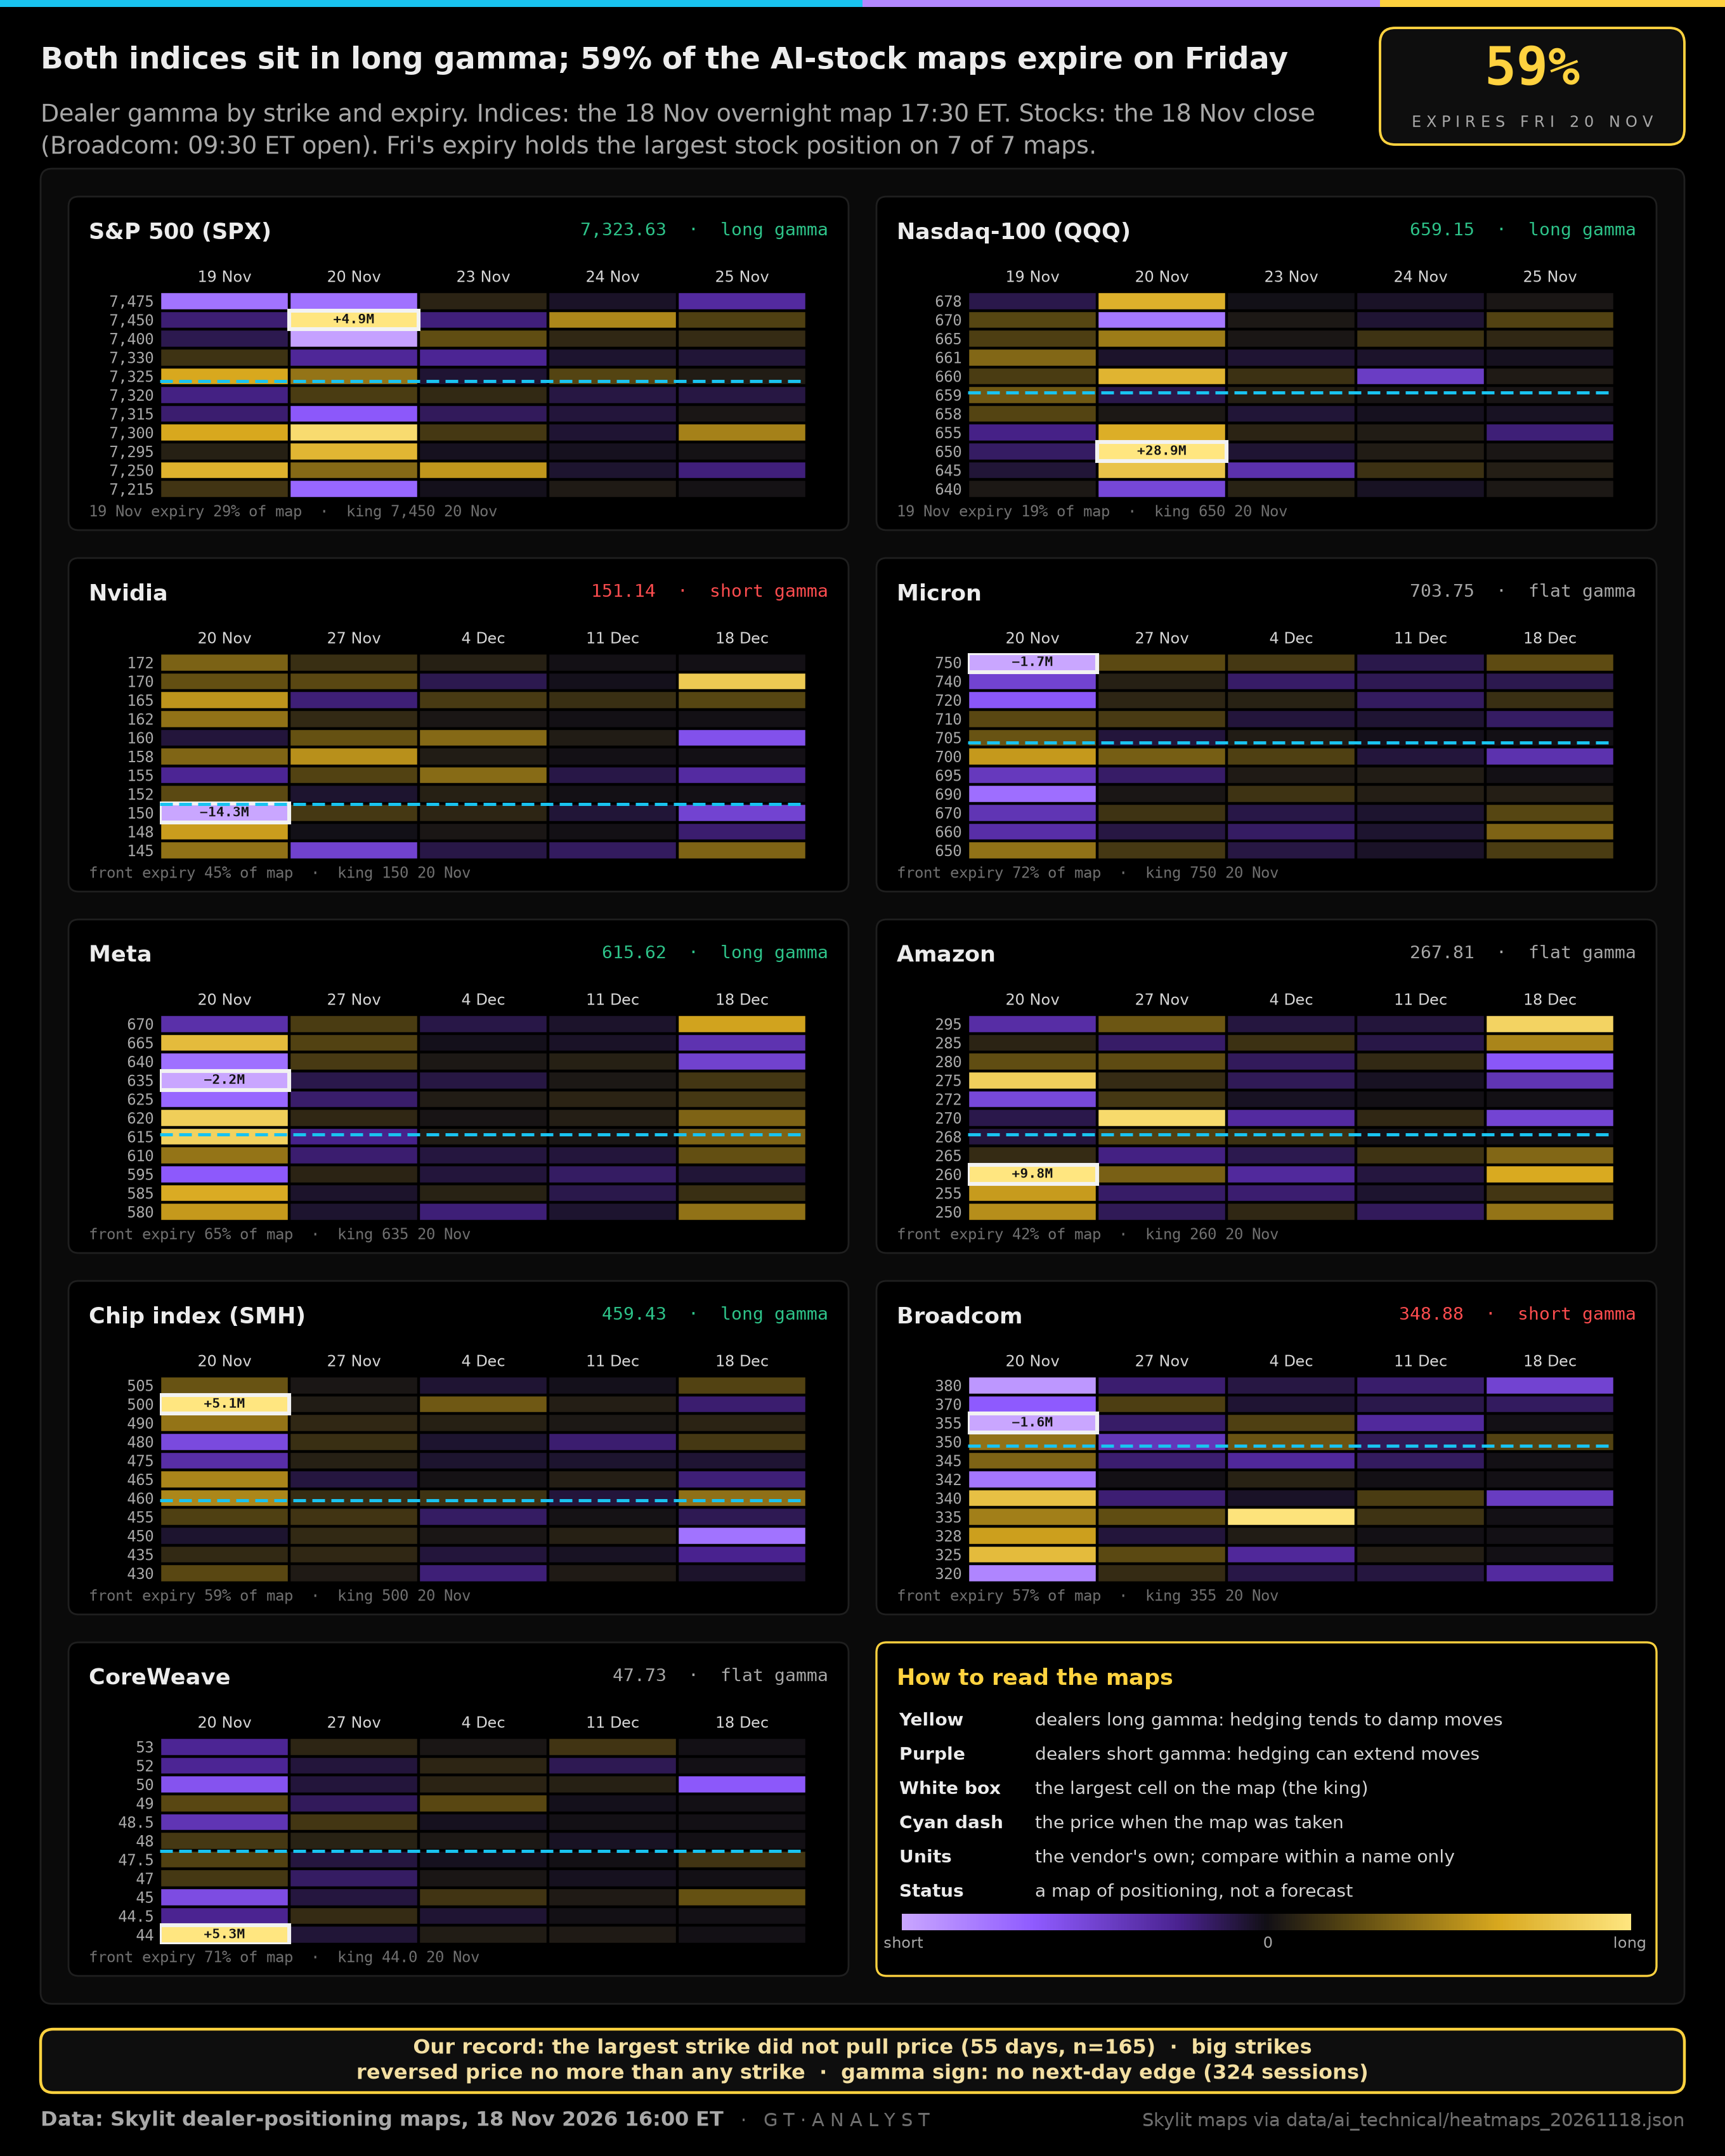 Both indices sit in long gamma; 59% of the AI-stock maps expire on Friday
59%
EXPIRES FRI 20 NOV
Dealer gamma by strike and expiry. Indices: the 18 Nov overnight map 17:30 ET. Stocks: the 18 Nov close
(Broadcom: 09:30 ET open). Fri's expiry holds the largest stock position on 7 of 7 maps.
S&P 500 (SPX)
7,323.63 · long gamma
19 Nov 20 Nov 23 Nov 24 Nov 25 Nov
7,475
7,450 +4.9M
7,400
7,330
7,325
7,320
7,315
7,300
7,295
7,250
7,215
19 Nov expiry 29% of map · king 7,450 20 Nov
Nasdaq-100 (QQQ)
659.15 · long gamma
19 Nov 20 Nov 23 Nov 24 Nov 25 Nov
678
670
665
661
660
659
658
655
650 +28.9M
645
640
19 Nov expiry 19% of map · king 650 20 Nov
Nvidia
151.14 · short gamma
20 Nov 27 Nov 4 Dec 11 Dec 18 Dec
172
170
165
162
160
158
155
152
150 −14.3M
148
145
front expiry 45% of map · king 150 20 Nov
Micron
703.75 · flat gamma
20 Nov 27 Nov 4 Dec 11 Dec 18 Dec
750 −1.7M
740
720
710
705
700
695
690
670
660
650
front expiry 72% of map · king 750 20 Nov
Meta
615.62 · long gamma
20 Nov 27 Nov 4 Dec 11 Dec 18 Dec
670
665
640
635 −2.2M
625
620
615
610
595
585
580
front expiry 65% of map · king 635 20 Nov
Amazon
267.81 · flat gamma
20 Nov 27 Nov 4 Dec 11 Dec 18 Dec
295
285
280
275
272
270
268
265
260 +9.8M
255
250
front expiry 42% of map · king 260 20 Nov
Chip index (SMH)
459.43 · long gamma
20 Nov 27 Nov 4 Dec 11 Dec 18 Dec
505
500 +5.1M
490
480
475
465
460
455
450
435
430
front expiry 59% of map · king 500 20 Nov
Broadcom
348.88 · short gamma
20 Nov 27 Nov 4 Dec 11 Dec 18 Dec
380
370
355 −1.6M
350
345
342
340
335
328
325
320
front expiry 57% of map · king 355 20 Nov
CoreWeave
47.73 · flat gamma
20 Nov 27 Nov 4 Dec 11 Dec 18 Dec
53
52
50
49
48.5
48
47.5
47
45
44.5
44 +5.3M
front expiry 71% of map · king 44.0 20 Nov
How to read the maps
Yellow dealers long gamma: hedging tends to damp moves
Purple dealers short gamma: hedging can extend moves
White box the largest cell on the map (the king)
Cyan dash the price when the map was taken
Units the vendor's own; compare within a name only
Status a map of positioning, not a forecast
short 0 long
Our record: the largest strike did not pull price (55 days, n=165) · big strikes
reversed price no more than any strike · gamma sign: no next-day edge (324 sessions)
Data: Skylit dealer-positioning maps, 18 Nov 2026 16:00 ET · GT·ANALYST
Skylit maps via data/ai_technical/heatmaps_20261118.json